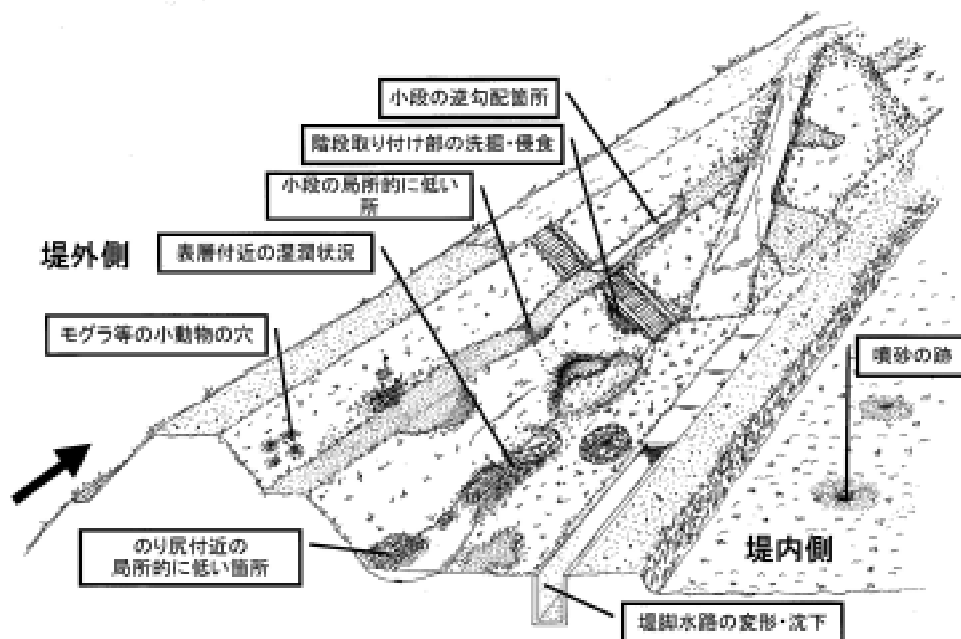 小段の逆勾配箇所
階段取り付け部の洗掘・侵食
小段の局所的に低い
所
堤外側
表層付近の湿潤状況
モグラ等の小動物の穴
噴砂の跡
のり尻付近の
局所的に低い箇所
堤内側
堤脚水路の変形・沈下